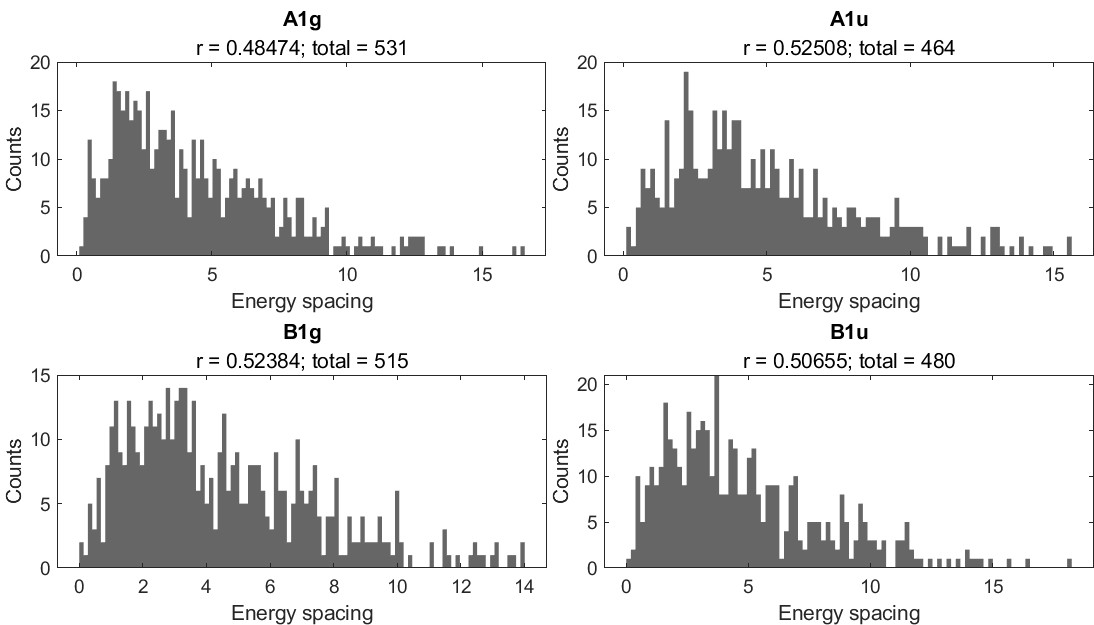 A1g
r = 0.48474; total = 531
20
15
10
5
0
Counts
0 5 10 15
Energy spacing
A1u
r = 0.52508; total = 464
20
15
10
5
0
Counts
0 5 10 15
Energy spacing
B1g
r = 0.52384; total = 515
15
10
5
0
Counts
0 2 4 6 8 10 12 14
Energy spacing
B1u
r = 0.50655; total = 480
20
15
10
5
0
Counts
0 5 10 15
Energy spacing